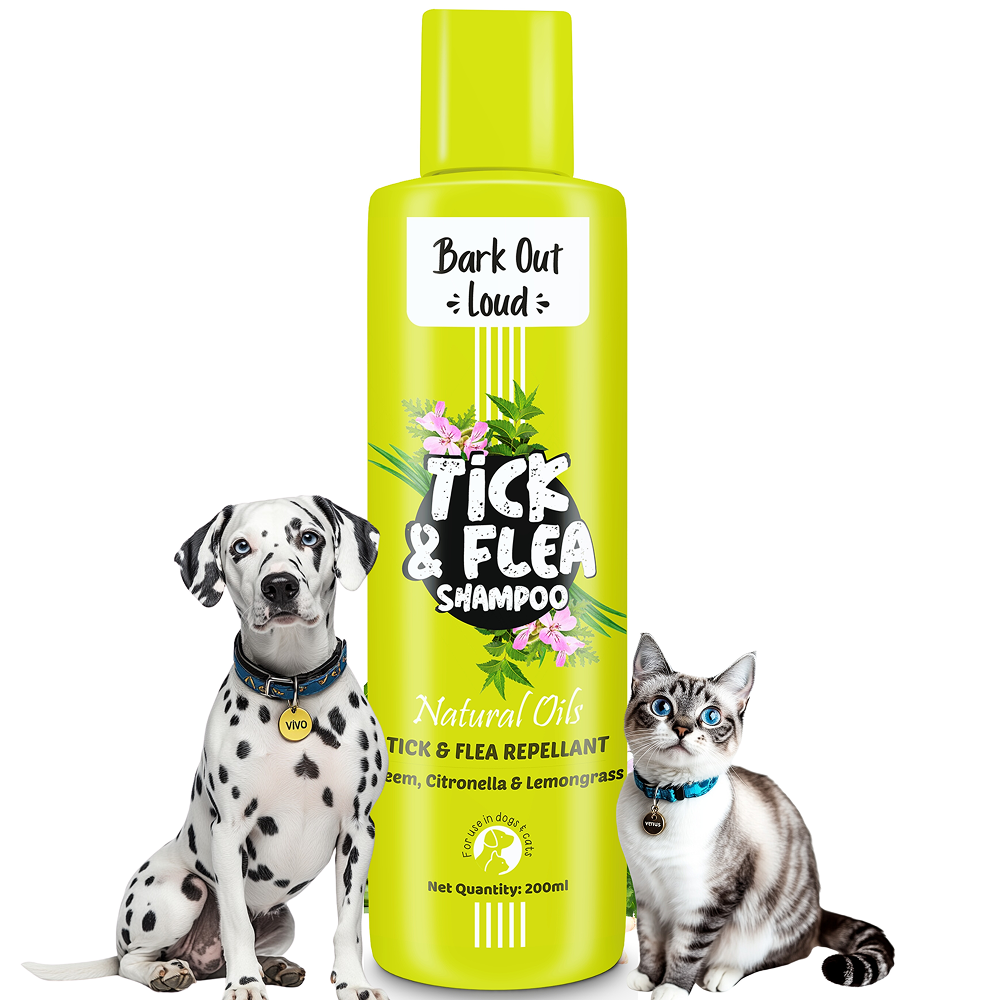 Bark Out
Loud
TiCK
& FLEA
SHAMPOO
Natural Oils
TICK & FLEA REPELLANT
eem, Citronella & Lemongrass
For use in dogs & cats
Net Quantity: 200ml
VIVO
venus